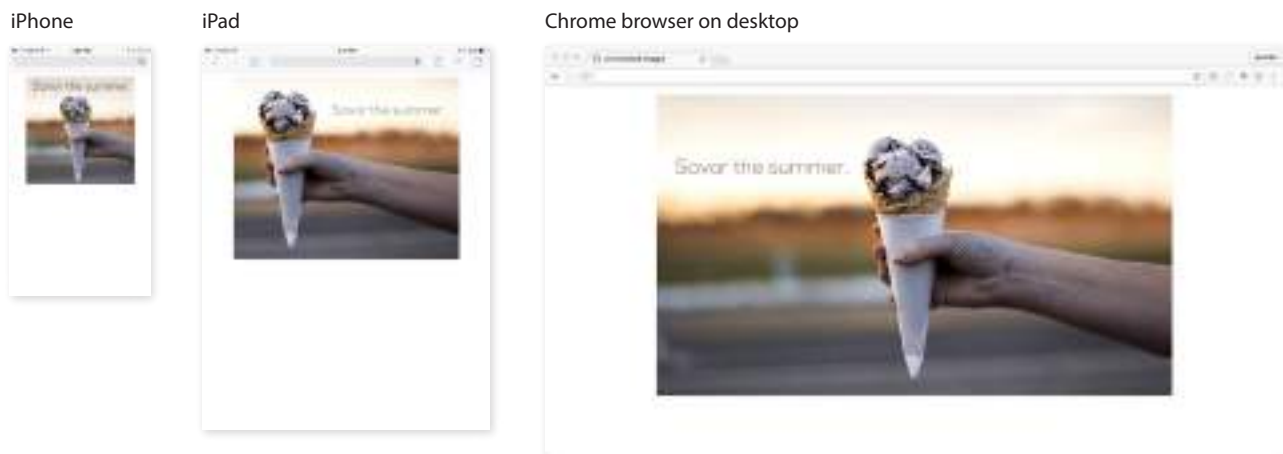 iPhone
iPad
Chrome browser on desktop
Savor the summer.
Savor the summer.
Savor the summer.